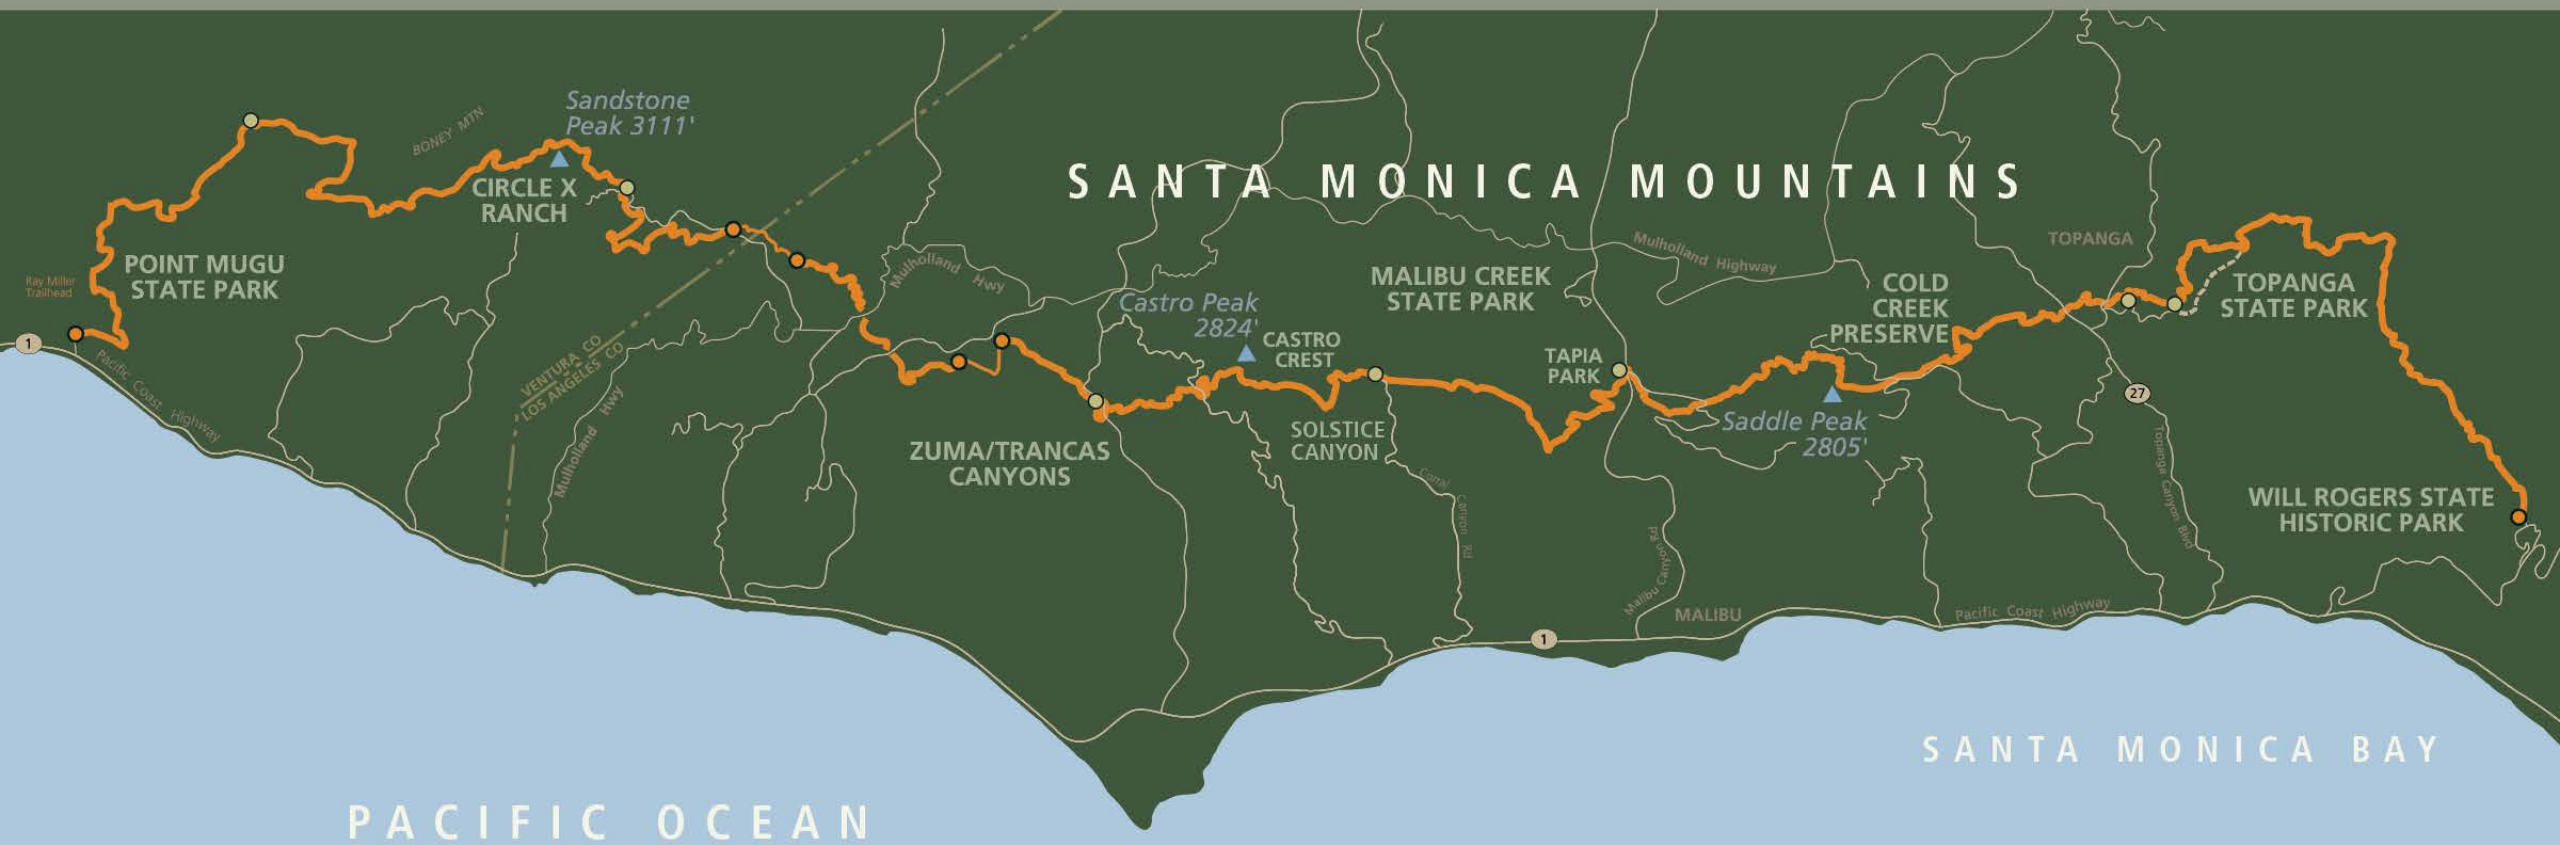 Sandstone
Peak 3111'
BONEY MTN
CIRCLE X
RANCH
SANTA MONICA MOUNTAINS
POINT MUGU
STATE PARK
Ray Miller
Trailhead
1
Pacific Coast Highway
VENTURA CO
LOS ANGELES CO
Mulholland Hwy
Mulholland Hwy
Castro Peak
2824'
CASTRO
CREST
MALIBU CREEK
STATE PARK
Mulholland Highway
TOPANGA
COLD
CREEK
PRESERVE
TOPANGA
STATE PARK
TAPIA
PARK
Saddle Peak
2805'
27
Topanga Canyon Blvd
ZUMA/TRANCAS
CANYONS
SOLSTICE
CANYON
Corral Canyon Rd
Malibu Canyon Rd
WILL ROGERS STATE
HISTORIC PARK
MALIBU
1
Pacific Coast Highway
SANTA MONICA BAY
PACIFIC OCEAN